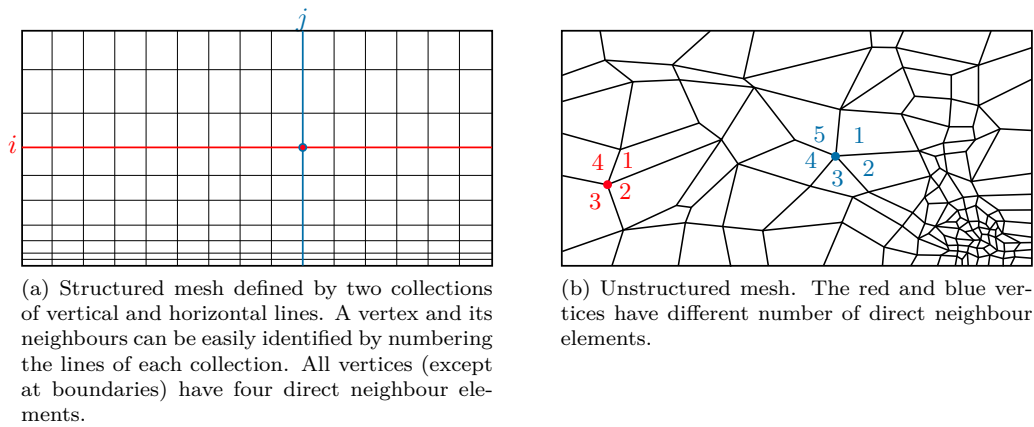 j
i
5 1
4 3 2
4 1
3 2
(a) Structured mesh defined by two collections
of vertical and horizontal lines. A vertex and its
neighbours can be easily identified by numbering
the lines of each collection. All vertices (except
at boundaries) have four direct neighbour ele-
ments.
(b) Unstructured mesh. The red and blue ver-
tices have different number of direct neighbour
elements.